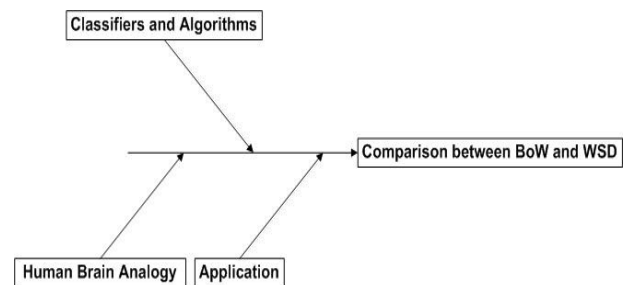 Classifiers and Algorithms
Comparison between BoW and WSD
Human Brain Analogy
Application